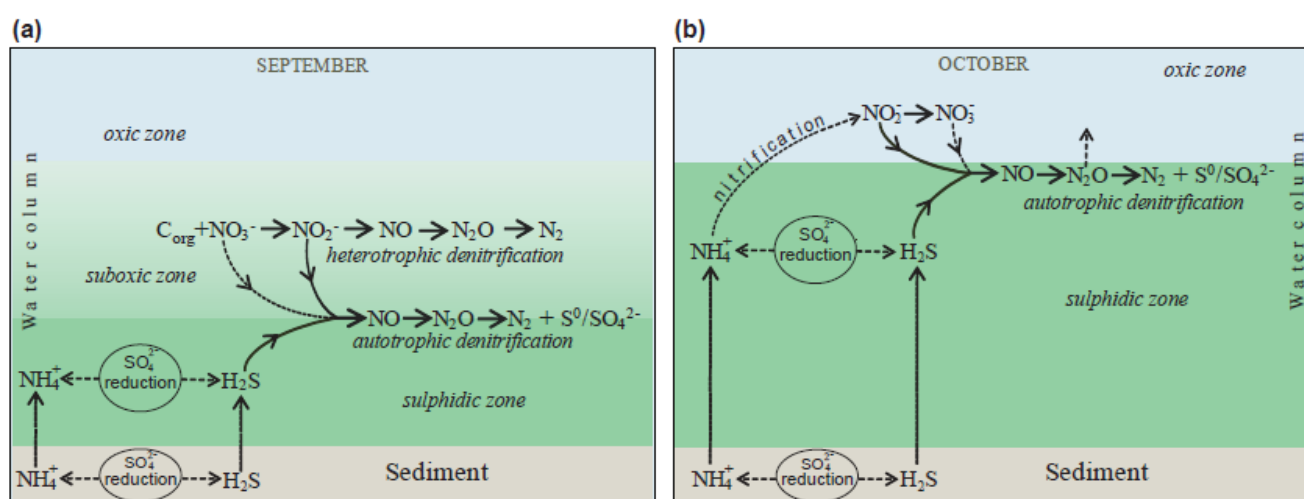 (a)
SEPTEMBER
oxic zone
Water column
C_org+NO₃⁻ NO₂⁻ NO N₂O N₂
heterotrophic denitrification
suboxic zone
NO N₂O N₂ + S⁰/SO₄²⁻
autotrophic denitrification
NH₄⁺ SO₄²⁻ reduction H₂S
sulphidic zone
NH₄⁺ SO₄²⁻ reduction H₂S
Sediment
(b)
OCTOBER
oxic zone
Water column
NO₂⁻ NO₃⁻
nitrification
NO N₂O N₂ + S⁰/SO₄²⁻
autotrophic denitrification
NH₄⁺ SO₄²⁻ reduction H₂S
sulphidic zone
NH₄⁺ SO₄²⁻ reduction H₂S
Sediment